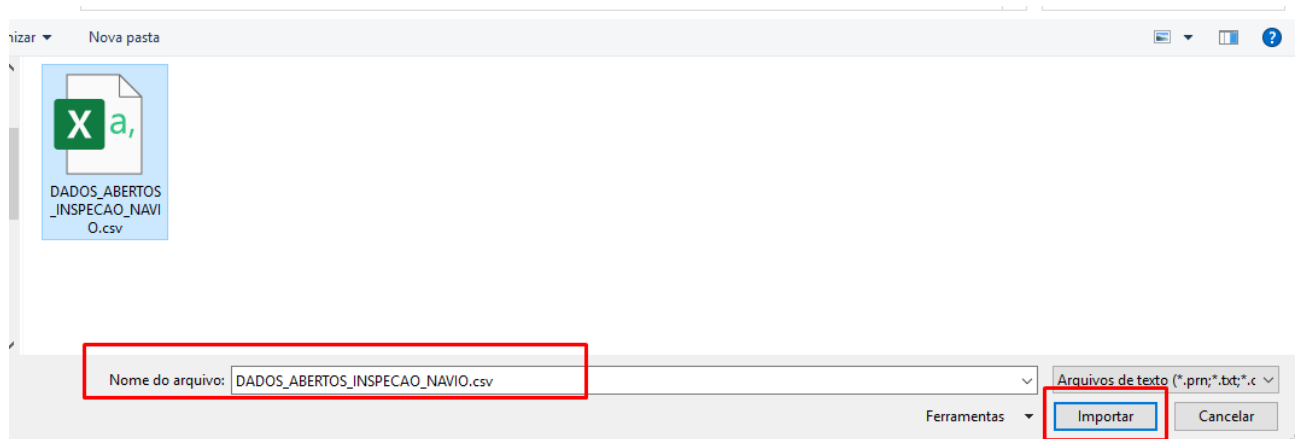 nizar Nova pasta
X a,
DADOS_ABERTOS
_INSPECAO_NAVI
O.csv
Nome do arquivo: DADOS_ABERTOS_INSPECAO_NAVIO.csv Arquivos de texto (*.prn;*.txt;*.c
Ferramentas Importar Cancelar